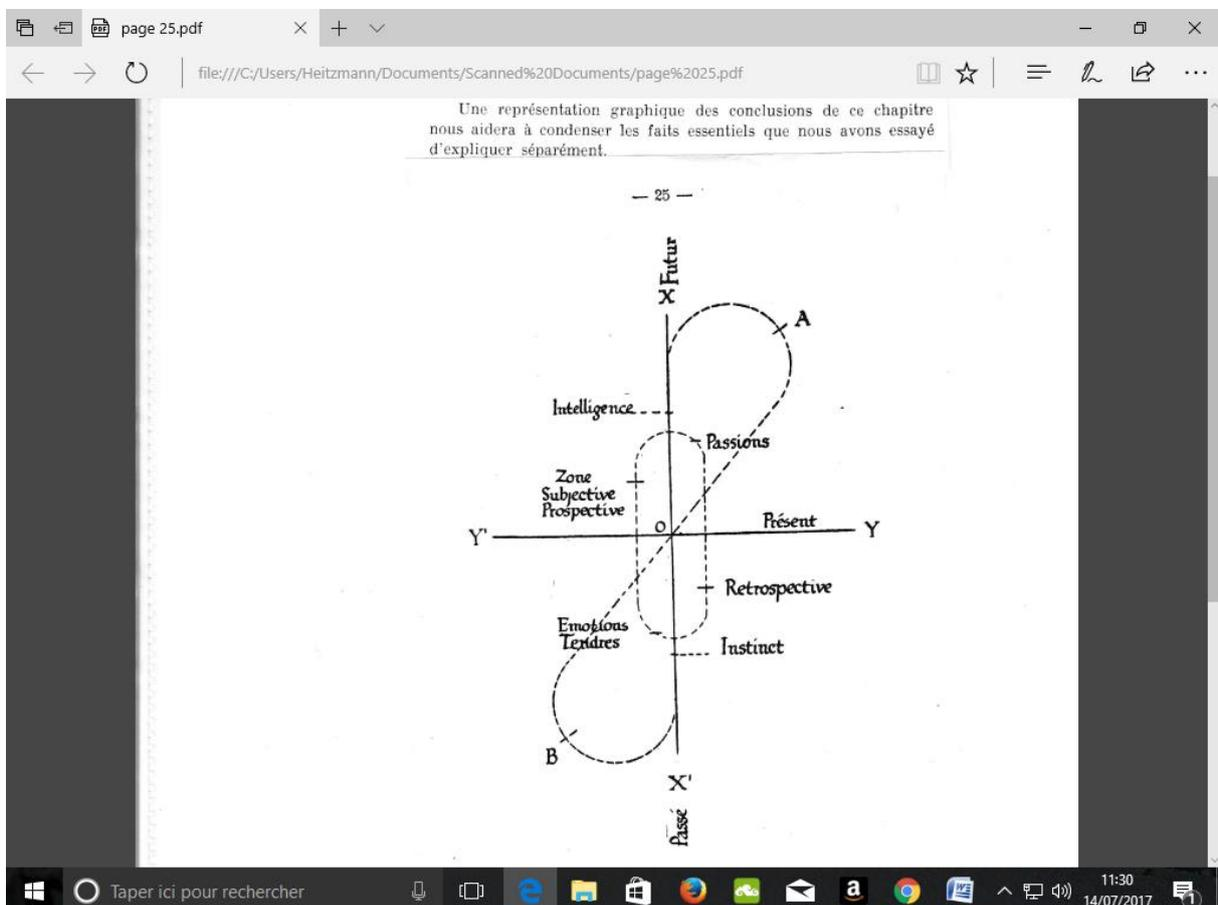 page 25.pdf
file:///C:/Users/Heitzmann/Documents/Scanned%20Documents/page%2025.pdf
Une représentation graphique des conclusions de ce chapitre
nous aidera à condenser les faits essentiels que nous avons essayé
d'expliquer séparément.
— 25 —
Futur
X
A
Intelligence
Passions
Zone
Subjective
Prospective
O
Présent
Y'
Y
Retrospective
Emotions
Tendres
Instinct
B
X'
Passé
Taper ici pour rechercher
11:30
14/07/2017